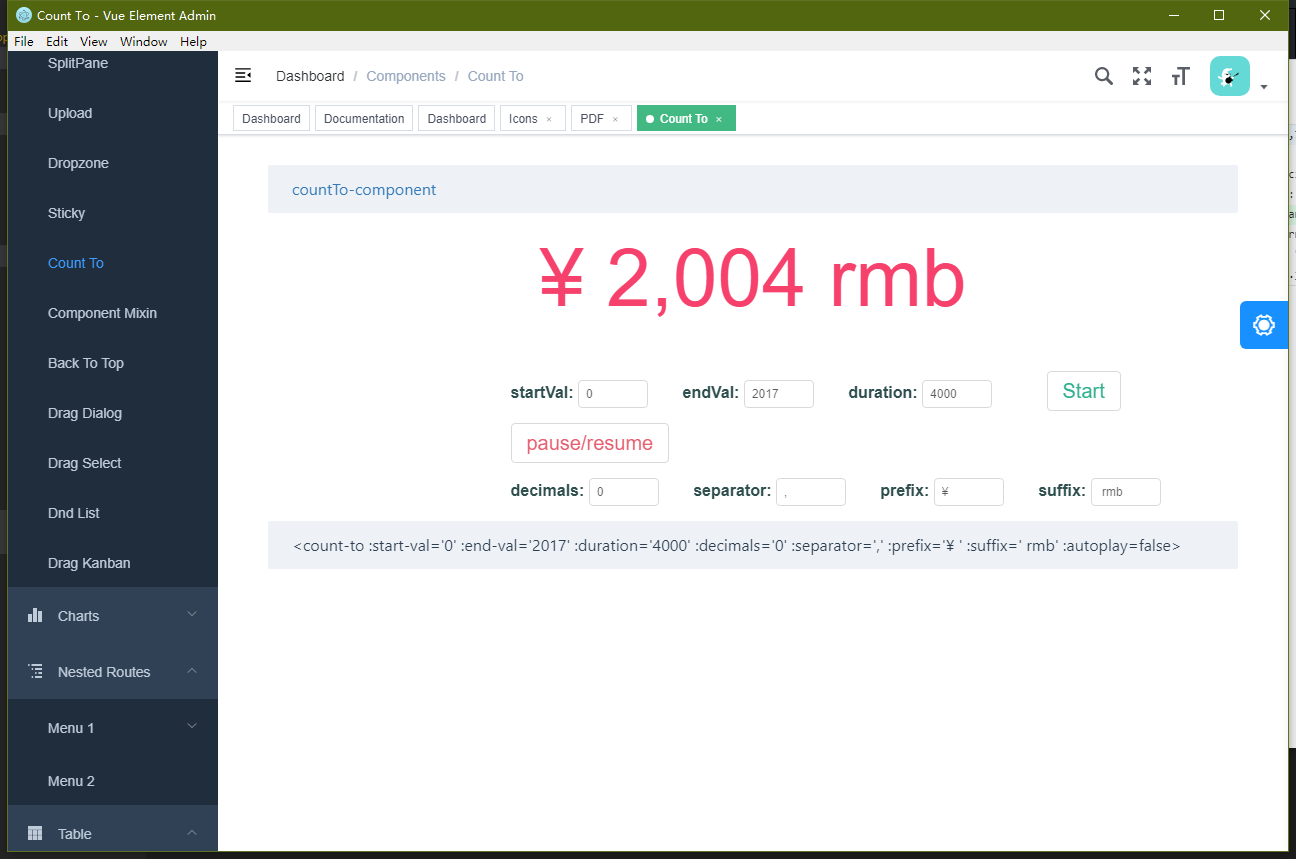 Count To - Vue Element Admin
File Edit View Window Help
SplitPane
Upload
Dropzone
Sticky
Count To
Component Mixin
Back To Top
Drag Dialog
Drag Select
Dnd List
Drag Kanban
Charts
Nested Routes
Menu 1
Menu 2
Table
Dashboard / Components / Count To
Dashboard Documentation Dashboard Icons × PDF × Count To ×
countTo-component
¥ 2,004 rmb
startVal: 0 endVal: 2017 duration: 4000 Start
pause/resume
decimals: 0 separator: , prefix: ¥ suffix: rmb
<count-to :start-val='0' :end-val='2017' :duration='4000' :decimals='0' :separator=',' :prefix='¥ ' :suffix=' rmb' :autoplay=false>